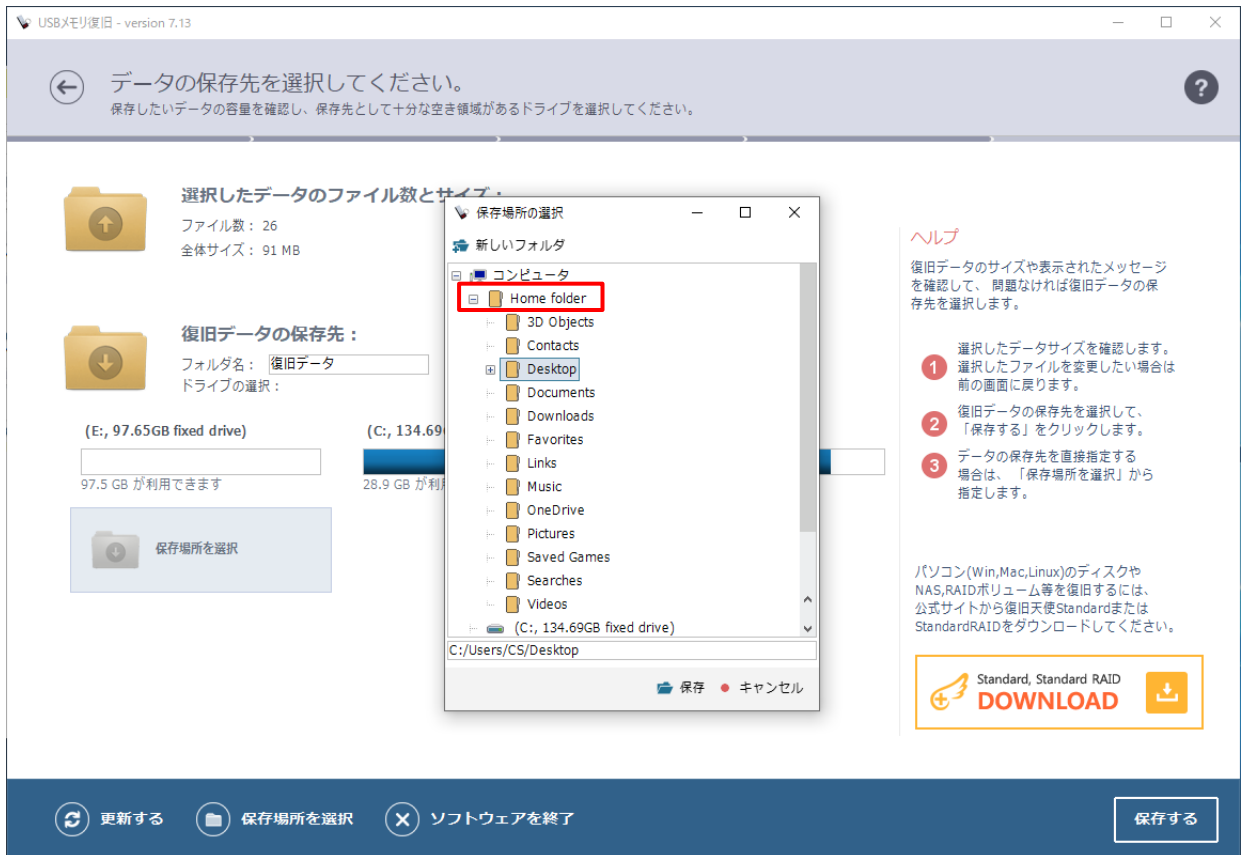 USBメモリ復旧 - version 7.13
データの保存先を選択してください。
保存したいデータの容量を確認し、保存先として十分な空き領域があるドライブを選択してください。
?
選択したデータのファイル数とサイズ：
ファイル数： 26
全体サイズ： 91 MB
復旧データの保存先：
フォルダ名： 復旧データ
ドライブの選択：
(E:, 97.65GB fixed drive)
97.5 GB が利用できます
(C:, 134.69
28.9 GB が利
保存場所を選択
保存場所の選択
新しいフォルダ
コンピュータ
Home folder
3D Objects
Contacts
Desktop
Documents
Downloads
Favorites
Links
Music
OneDrive
Pictures
Saved Games
Searches
Videos
(C:, 134.69GB fixed drive)
C:/Users/CS/Desktop
保存
キャンセル
ヘルプ
復旧データのサイズや表示されたメッセージ
を確認して、 問題なければ復旧データの保
存先を選択します。
1
選択したデータサイズを確認します。
選択したファイルを変更したい場合は
前の画面に戻ります。
2
復旧データの保存先を選択して、
「保存する」をクリックします。
3
データの保存先を直接指定する
場合は、 「保存場所を選択」から
指定します。
パソコン(Win,Mac,Linux)のディスクや
NAS,RAIDボリューム等を復旧するには、
公式サイトから復旧天使Standardまたは
StandardRAIDをダウンロードしてください。
Standard, Standard RAID
DOWNLOAD
更新する
保存場所を選択
ソフトウェアを終了
保存する